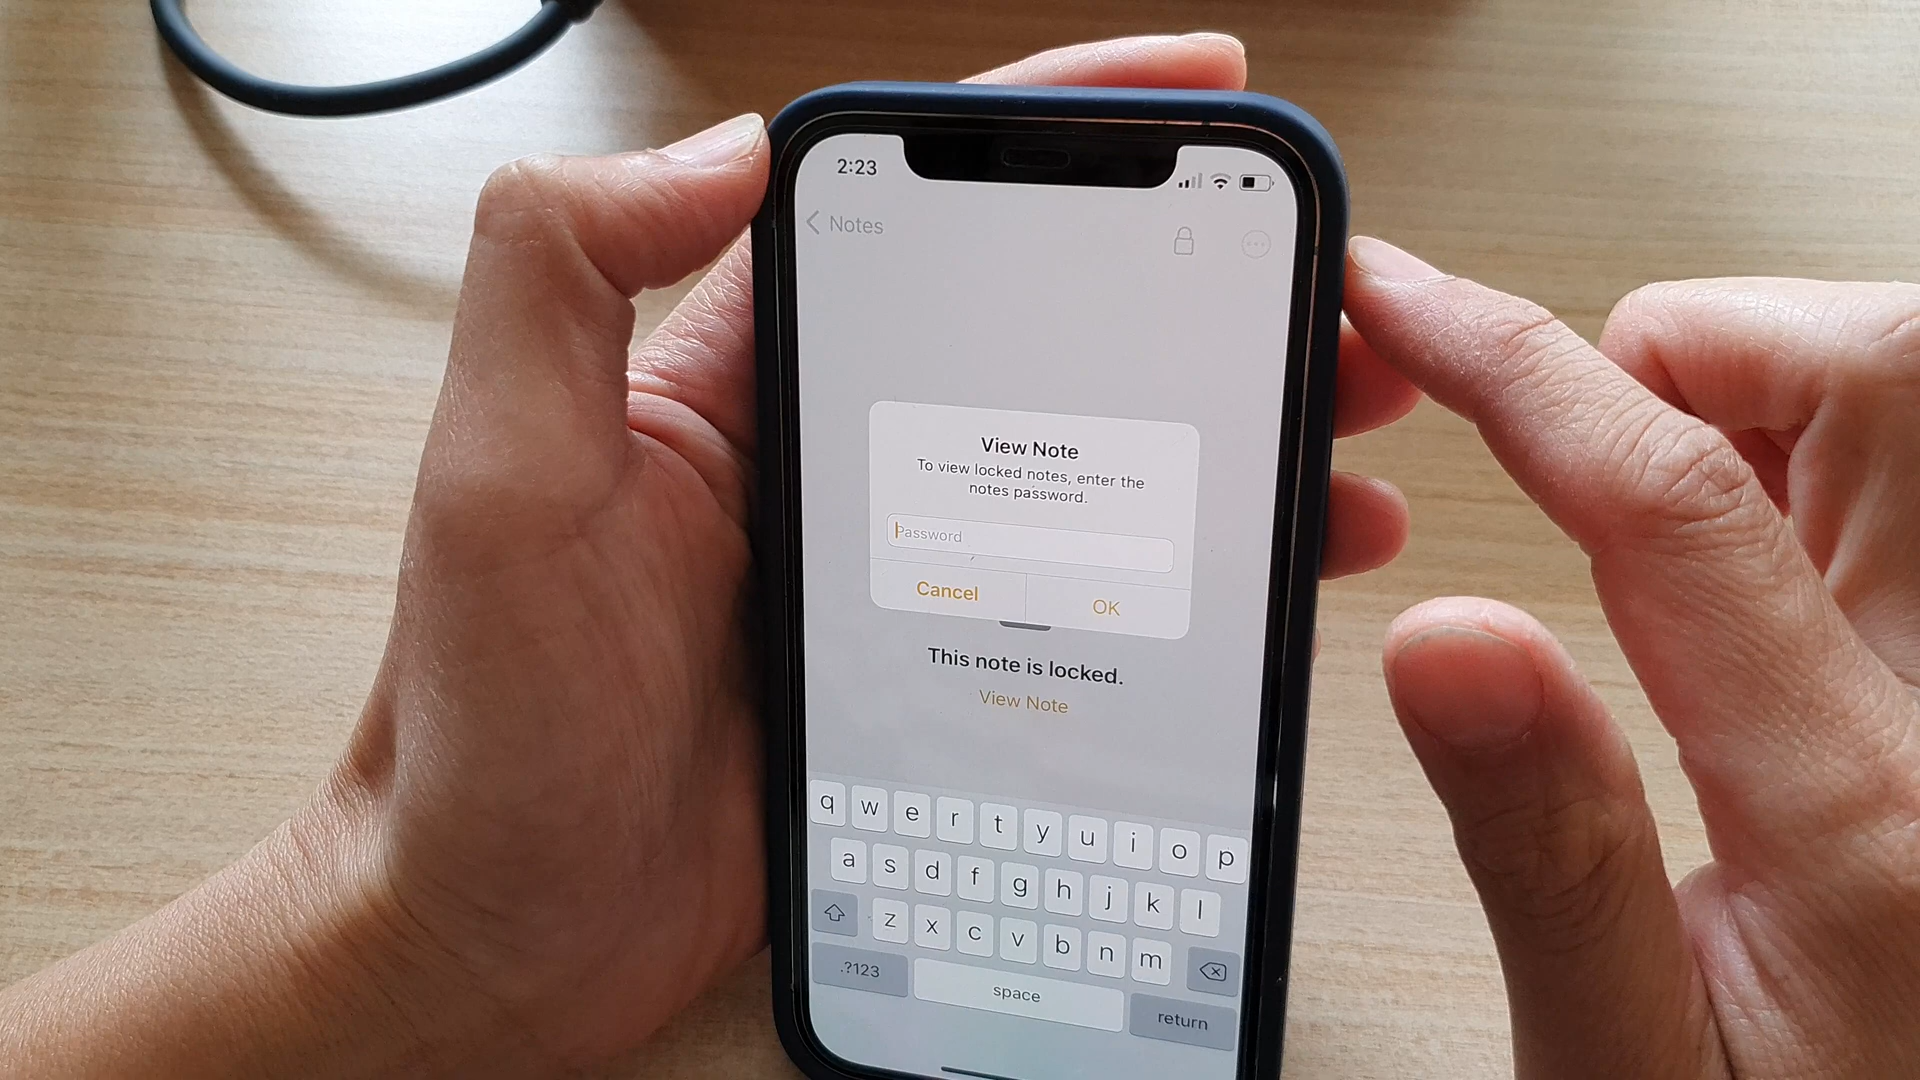 2:23
Notes
View Note
To view locked notes, enter the
notes password.
Password
Cancel
OK
This note is locked.
View Note
q w e r t y u i o p
a s d f g h j k l
z x c v b n m
.?123
space
return